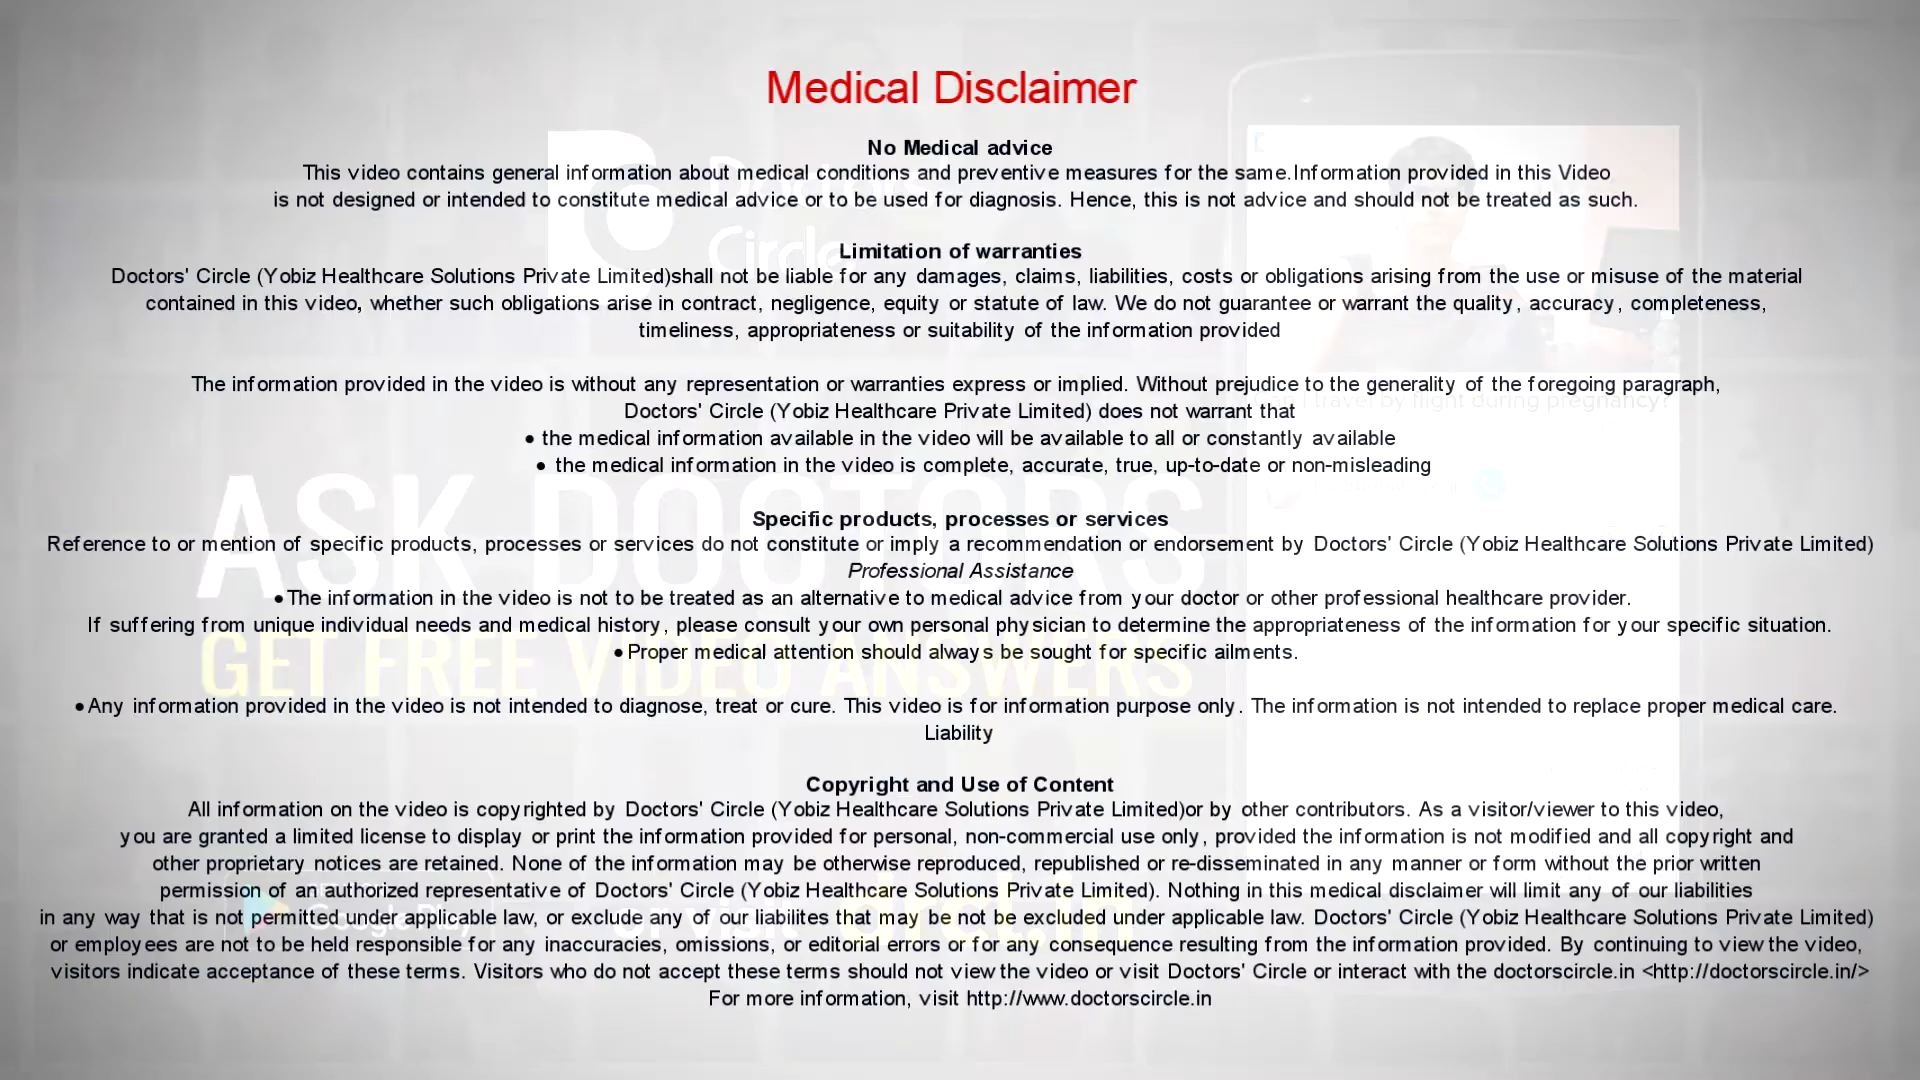 Medical Disclaimer
No Medical advice
This video contains general information about medical conditions and preventive measures for the same.Information provided in this Video
is not designed or intended to constitute medical advice or to be used for diagnosis. Hence, this is not advice and should not be treated as such.
Doctors'
Circle
Limitation of warranties
Doctors' Circle (Yobiz Healthcare Solutions Private Limited)shall not be liable for any damages, claims, liabilities, costs or obligations arising from the use or misuse of the material
contained in this video, whether such obligations arise in contract, negligence, equity or statute of law. We do not guarantee or warrant the quality, accuracy, completeness,
timeliness, appropriateness or suitability of the information provided
The information provided in the video is without any representation or warranties express or implied. Without prejudice to the generality of the foregoing paragraph,
Can I travel by flight during pregnancy?
Doctors' Circle (Yobiz Healthcare Private Limited) does not warrant that
• the medical information available in the video will be available to all or constantly available
• the medical information in the video is complete, accurate, true, up-to-date or non-misleading
ASK DOCTORS
Specific products, processes or services
Reference to or mention of specific products, processes or services do not constitute or imply a recommendation or endorsement by Doctors' Circle (Yobiz Healthcare Solutions Private Limited)
Professional Assistance
•The information in the video is not to be treated as an alternative to medical advice from your doctor or other professional healthcare provider.
If suffering from unique individual needs and medical history, please consult your own personal physician to determine the appropriateness of the information for your specific situation.
•Proper medical attention should always be sought for specific ailments.
GET FREE VIDEO ANSWERS
•Any information provided in the video is not intended to diagnose, treat or cure. This video is for information purpose only. The information is not intended to replace proper medical care.
Liability
Copyright and Use of Content
All information on the video is copyrighted by Doctors' Circle (Yobiz Healthcare Solutions Private Limited)or by other contributors. As a visitor/viewer to this video,
you are granted a limited license to display or print the information provided for personal, non-commercial use only, provided the information is not modified and all copyright and
other proprietary notices are retained. None of the information may be otherwise reproduced, republished or re-disseminated in any manner or form without the prior written
permission of an authorized representative of Doctors' Circle (Yobiz Healthcare Solutions Private Limited). Nothing in this medical disclaimer will limit any of our liabilities
in any way that is not permitted under applicable law, or exclude any of our liabilites that may be not be excluded under applicable law. Doctors' Circle (Yobiz Healthcare Solutions Private Limited)
Google Play or visit drct.in
or employees are not to be held responsible for any inaccuracies, omissions, or editorial errors or for any consequence resulting from the information provided. By continuing to view the video,
visitors indicate acceptance of these terms. Visitors who do not accept these terms should not view the video or visit Doctors' Circle or interact with the doctorscircle.in <http://doctorscircle.in/>
For more information, visit http://www.doctorscircle.in